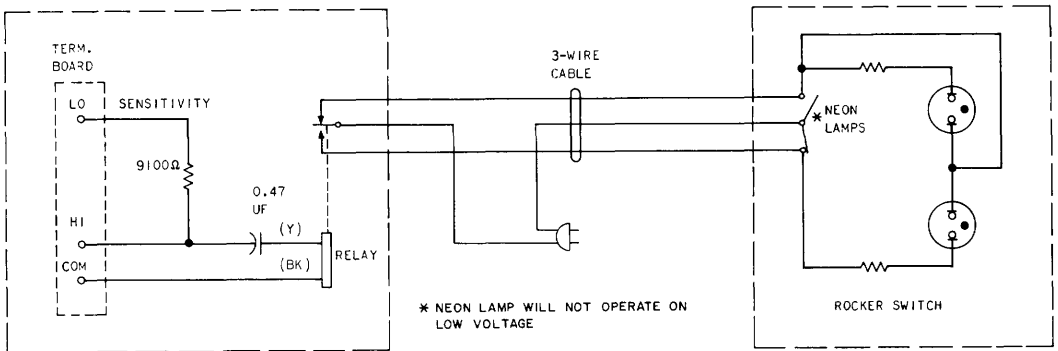 TERM.
BOARD
LO SENSITIVITY
9100Ω
0.47
UF
HI
(Y)
(BK)
COM
RELAY
3-WIRE
CABLE
* NEON
LAMPS
* NEON LAMP WILL NOT OPERATE ON
LOW VOLTAGE
ROCKER SWITCH